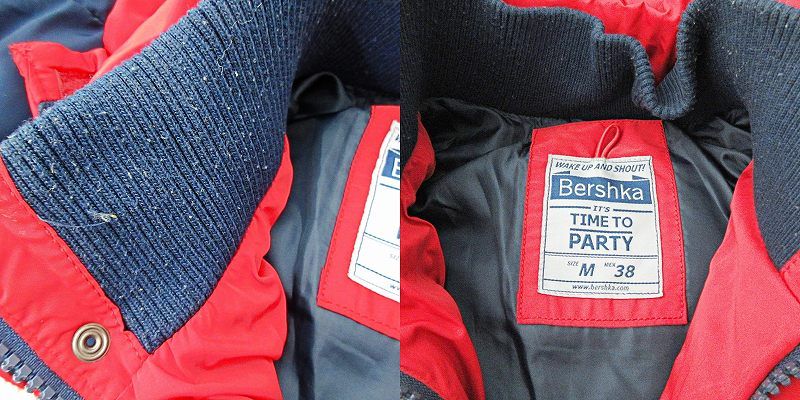 WAKE UP AND SHOUT!
Bershka
IT'S
TIME TO
PARTY
SIZE M MEX 38
www.bershka.com